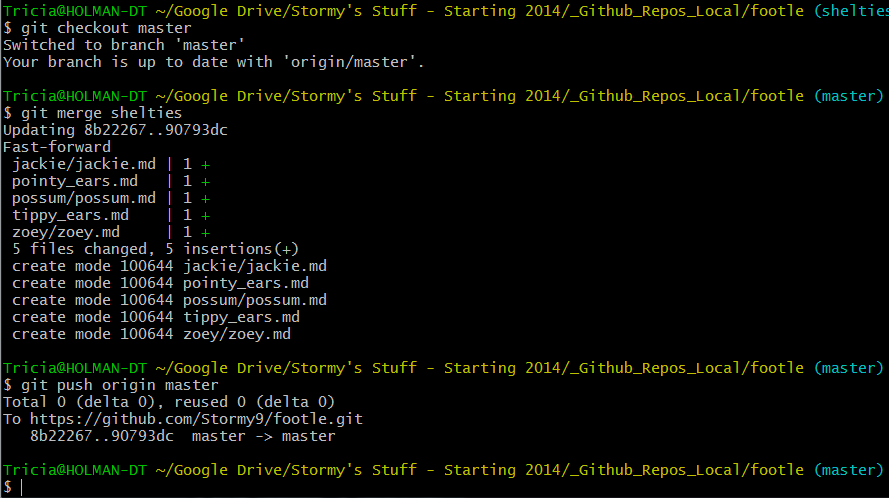 Tricia@HOLMAN-DT ~/Google Drive/Stormy's Stuff - Starting 2014/_Github_Repos_Local/footle (shelties
$ git checkout master
Switched to branch 'master'
Your branch is up to date with 'origin/master'.
Tricia@HOLMAN-DT ~/Google Drive/Stormy's Stuff - Starting 2014/_Github_Repos_Local/footle (master)
$ git merge shelties
Updating 8b22267..90793dc
Fast-forward
 jackie/jackie.md | 1 +
 pointy_ears.md   | 1 +
 possum/possum.md | 1 +
 tippy_ears.md    | 1 +
 zoey/zoey.md     | 1 +
 5 files changed, 5 insertions(+)
 create mode 100644 jackie/jackie.md
 create mode 100644 pointy_ears.md
 create mode 100644 possum/possum.md
 create mode 100644 tippy_ears.md
 create mode 100644 zoey/zoey.md
Tricia@HOLMAN-DT ~/Google Drive/Stormy's Stuff - Starting 2014/_Github_Repos_Local/footle (master)
$ git push origin master
Total 0 (delta 0), reused 0 (delta 0)
To https://github.com/Stormy9/footle.git
   8b22267..90793dc  master -> master
Tricia@HOLMAN-DT ~/Google Drive/Stormy's Stuff - Starting 2014/_Github_Repos_Local/footle (master)
$